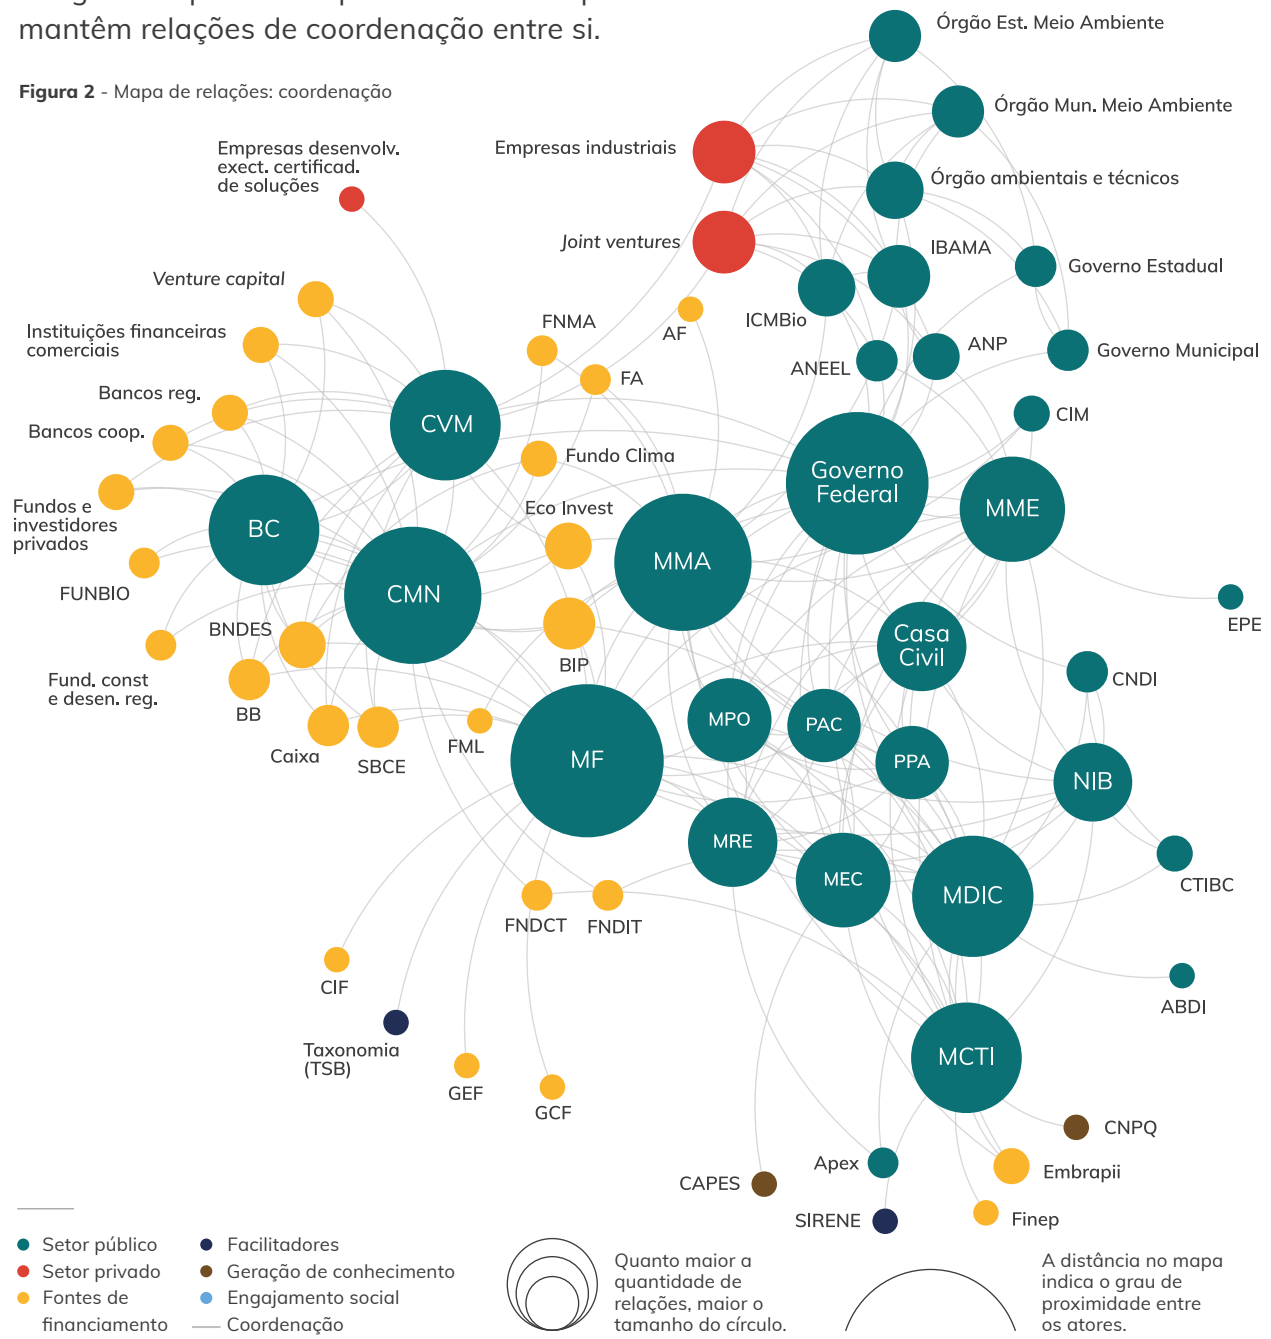 mantêm relações de coordenação entre si.
Figura 2 - Mapa de relações: coordenação
Órgão Est. Meio Ambiente
Órgão Mun. Meio Ambiente
Empresas industriais
Empresas desenvolv.
exect. certificad.
de soluções
Órgão ambientais e técnicos
Joint ventures
IBAMA
Governo Estadual
Venture capital
ICMBio
FNMA
AF
Instituições financeiras
comerciais
ANP
Governo Municipal
ANEEL
FA
Bancos reg.
CIM
CVM
Bancos coop.
Fundo Clima
Governo
Federal
Eco Invest
MME
Fundos e
investidores
privados
BC
MMA
FUNBIO
CMN
EPE
BNDES
Casa
Civil
BIP
CNDI
Fund. const
e desen. reg.
BB
MPO
PAC
FML
Caixa
SBCE
MF
PPA
NIB
MRE
MEC
MDIC
CTIBC
FNDCT
FNDIT
CIF
ABDI
Taxonomia
(TSB)
MCTI
GEF
GCF
CNPQ
Apex
Embrapii
CAPES
SIRENE
Finep
Setor público
Setor privado
Fontes de
financiamento
Facilitadores
Geração de conhecimento
Engajamento social
Coordenação
Quanto maior a
quantidade de
relações, maior o
tamanho do círculo.
A distância no mapa
indica o grau de
proximidade entre
os atores.